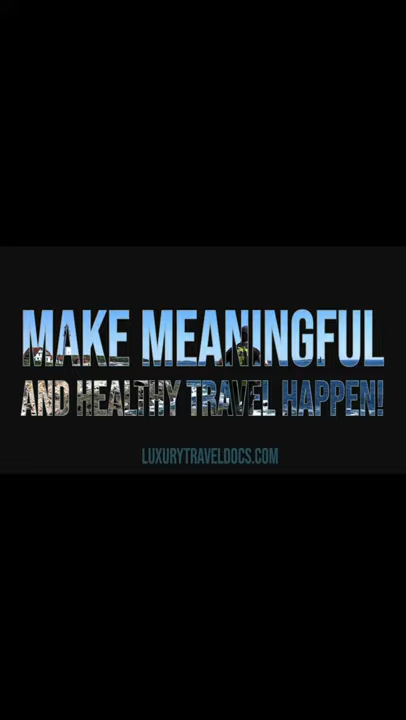 MAKE MEANINGFUL
AND HEALTHY TRAVEL HAPPEN!
LUXURYTRAVELDOCS.COM